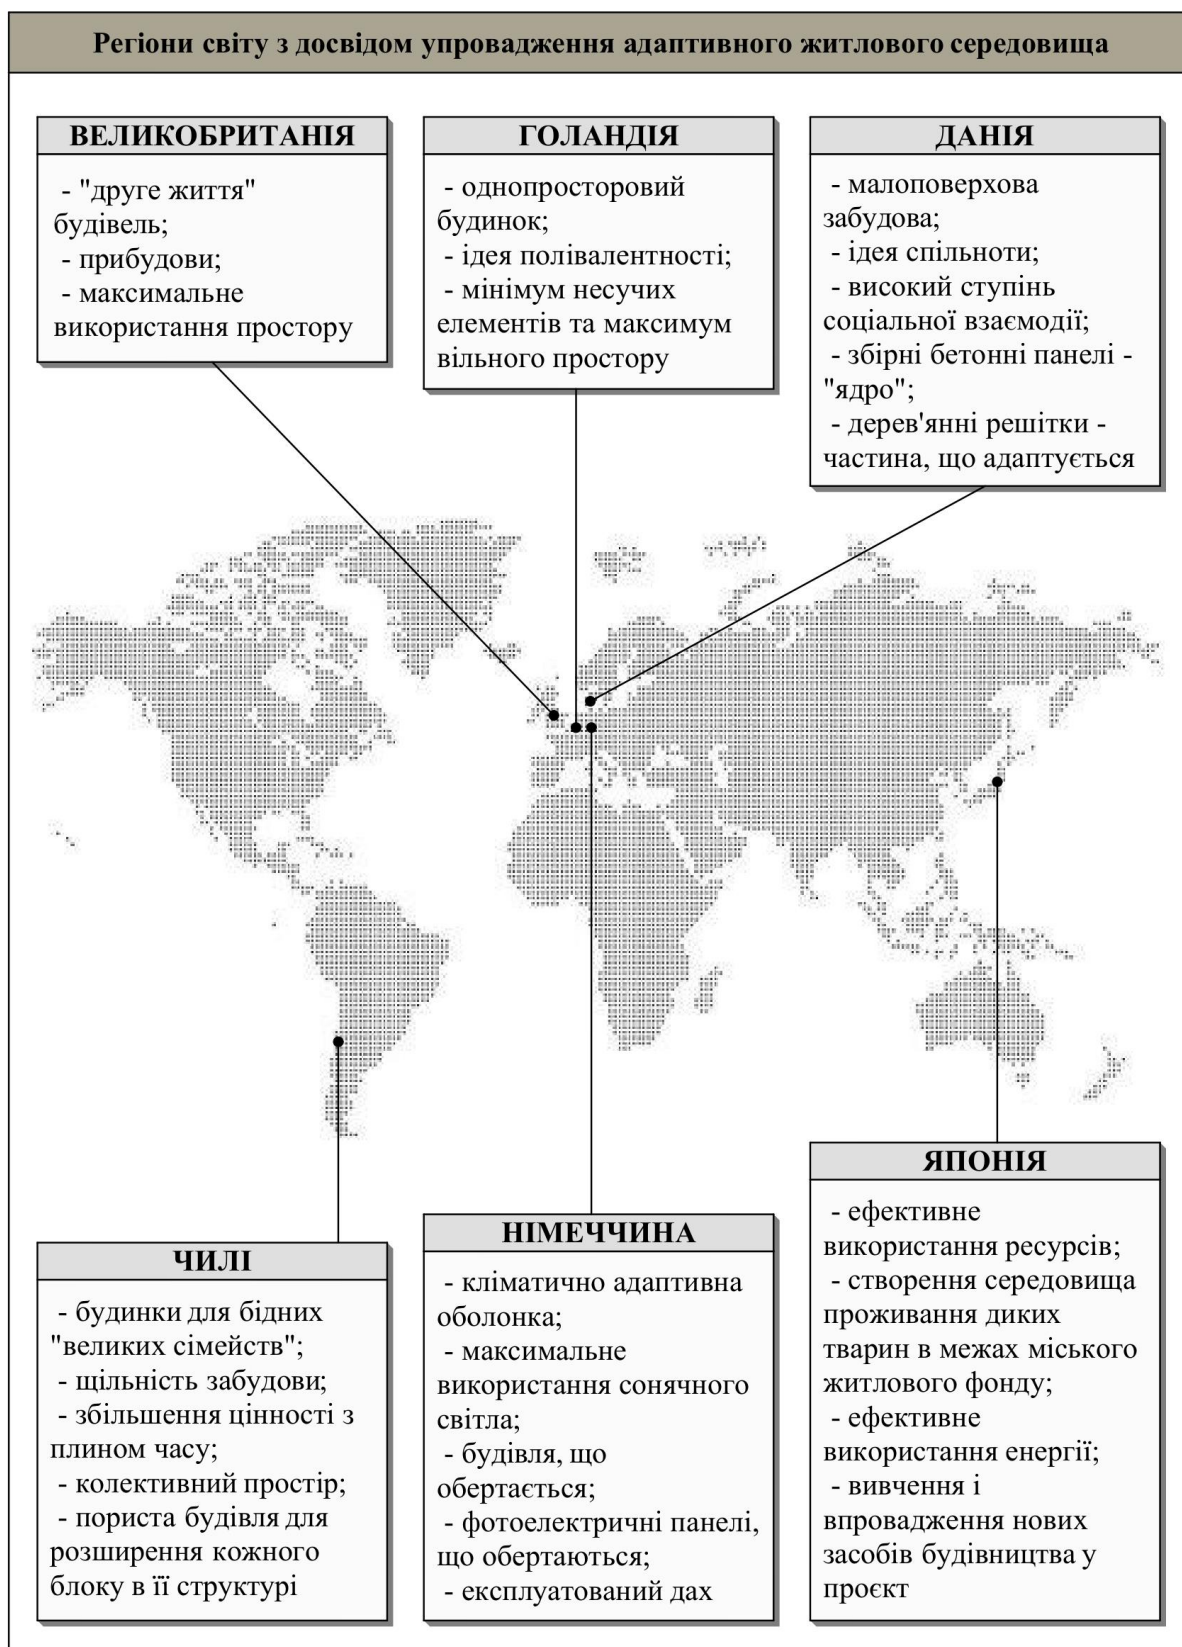 Регіони світу з досвідом упровадження адаптивного житлового середовища
ВЕЛИКОБРИТАНІЯ
- "друге життя"
будівель;
- прибудови;
- максимальне
використання простору
ГОЛАНДІЯ
- однопросторовий
будинок;
- ідея полівалентності;
- мінімум несучих
елементів та максимум
вільного простору
ДАНІЯ
- малоповерхова
забудова;
- ідея спільноти;
- високий ступінь
соціальної взаємодії;
- збірні бетонні панелі -
"ядро";
- дерев'янні решітки -
частина, що адаптується
ЧИЛІ
- будинки для бідних
"великих сімейств";
- щільність забудови;
- збільшення цінності з
плином часу;
- колективний простір;
- пориста будівля для
розширення кожного
блоку в її структурі
НІМЕЧЧИНА
- кліматично адаптивна
оболонка;
- максимальне
використання сонячного
світла;
- будівля, що
обертається;
- фотоелектричні панелі,
що обертаються;
- експлуатований дах
ЯПОНІЯ
- ефективне
використання ресурсів;
- створення середовища
проживання диких
тварин в межах міського
житлового фонду;
- ефективне
використання енергії;
- вивчення і
впровадження нових
засобів будівництва у
проєкт